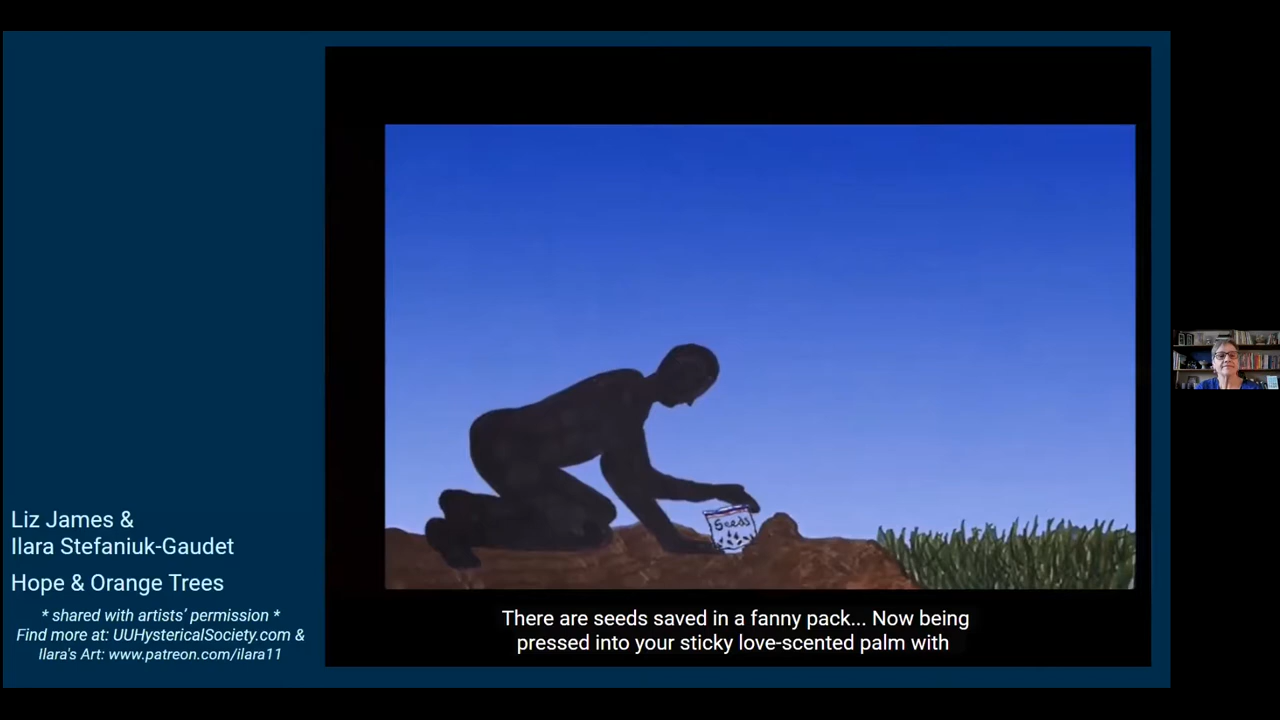 Seeds
Liz James &
Ilara Stefaniuk-Gaudet
Hope & Orange Trees
* shared with artists’ permission *
Find more at: UUHystericalSociety.com &
Ilara's Art: www.patreon.com/ilara11
There are seeds saved in a fanny pack... Now being
pressed into your sticky love-scented palm with